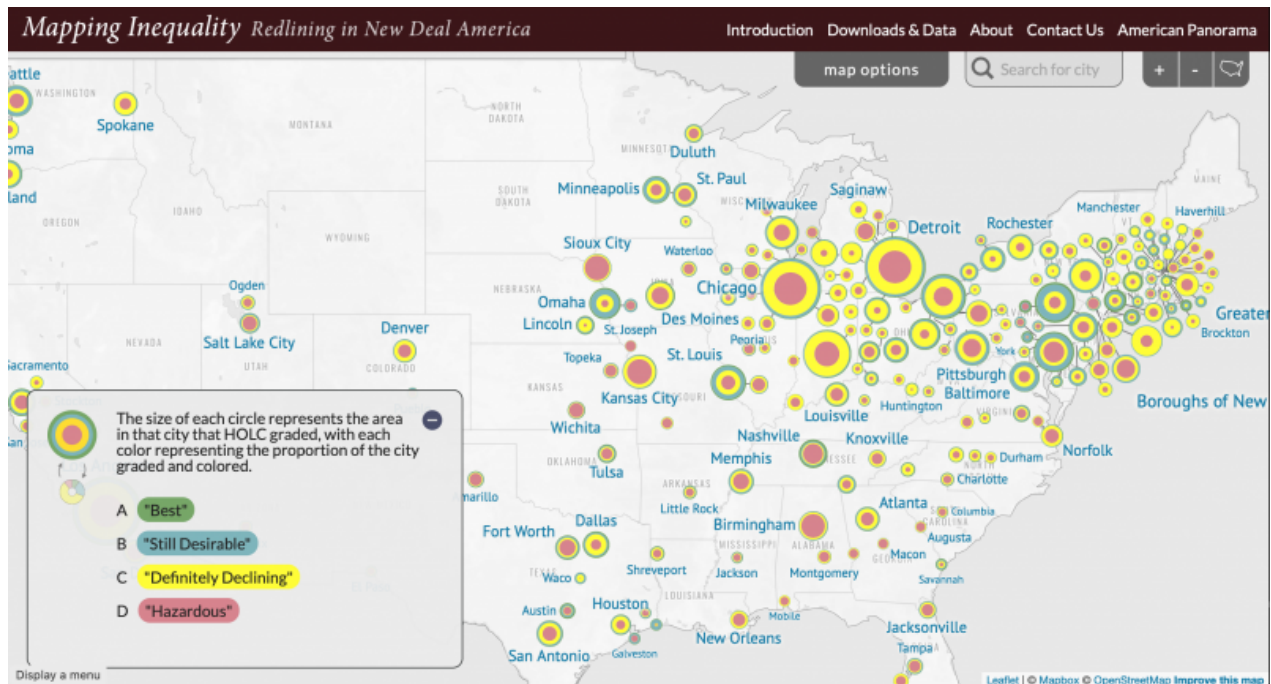 Mapping Inequality Redlining in New Deal America
Introduction Downloads & Data About Contact Us American Panorama
map options
Search for city
+ -
attle
WASHINGTON
Spokane
oma
land
OREGON
MONTANA
IDAHO
WYOMING
NORTH DAKOTA
SOUTH DAKOTA
MINNESOT
Duluth
Minneapolis
St. Paul
WISC
Milwaukee
Saginaw
Detroit
Rochester
Manchester
Haverhill
MAINE
Sioux City
Waterloo
Chicago
NEBRASKA
Omaha
Lincoln
St. Joseph
Des Moines
Peoria
Ogden
Salt Lake City
NEVADA
UTAH
Denver
COLORADO
Topeka
St. Louis
KANSAS
Kansas City
Wichita
Louisville
Huntington
York
Pittsburgh
Baltimore
Greater
Brockton
Boroughs of New
Nashville
Knoxville
Durham
Norfolk
Memphis
Charlotte
OKLAHOMA
Tulsa
ARKANSAS
Little Rock
Sacramento
marillo
Fort Worth
Dallas
Birmingham
Atlanta
Columbia
CAROLINA
Augusta
MISSISSIPPI
ALABAMA
Macon
Waco
Shreveport
Jackson
Montgomery
Savannah
LOUISIANA
Austin
Houston
Mobile
Jacksonville
San Antonio
Galveston
New Orleans
Tampa
The size of each circle represents the area
in that city that HOLC graded, with each
color representing the proportion of the city
graded and colored.
A "Best"
B "Still Desirable"
C "Definitely Declining"
D "Hazardous"
Display a menu
Leaflet | © Mapbox © OpenStreetMap Improve this map